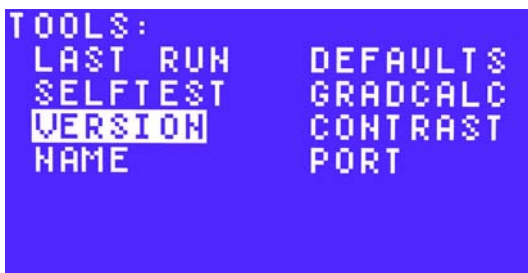 TOOLS:
LAST RUN DEFAULTS
SELFTEST GRADCALC
VERSION CONTRAST
NAME PORT